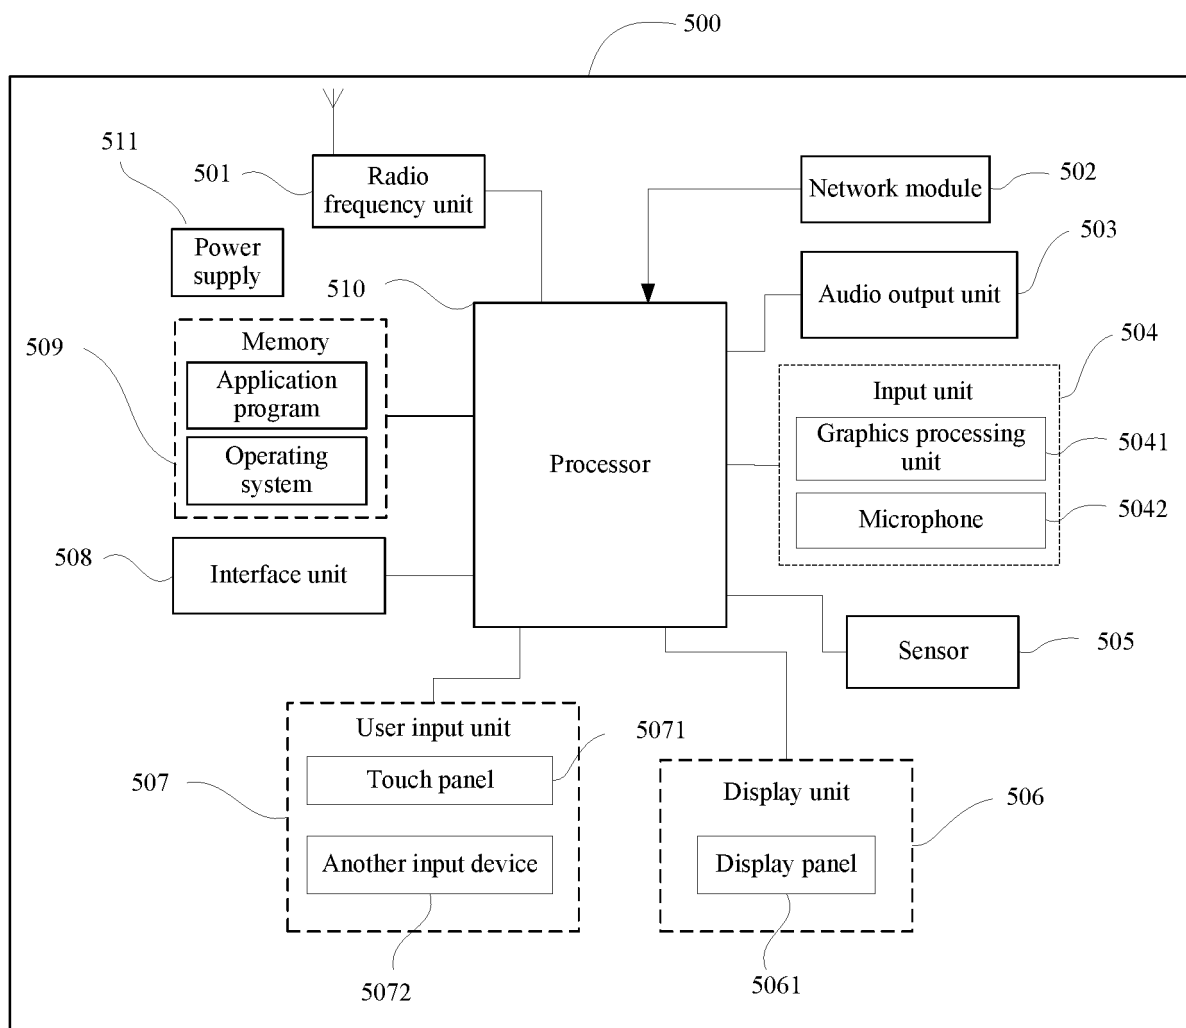 500
511
501
Radio
frequency unit
Network module
502
503
Power
supply
510
Audio output unit
509
Memory
Application
program
Operating
system
504
Input unit
Graphics processing
unit
5041
Microphone
5042
Processor
508
Interface unit
Sensor
505
User input unit
5071
507
Touch panel
Another input device
5072
Display unit
506
Display panel
5061